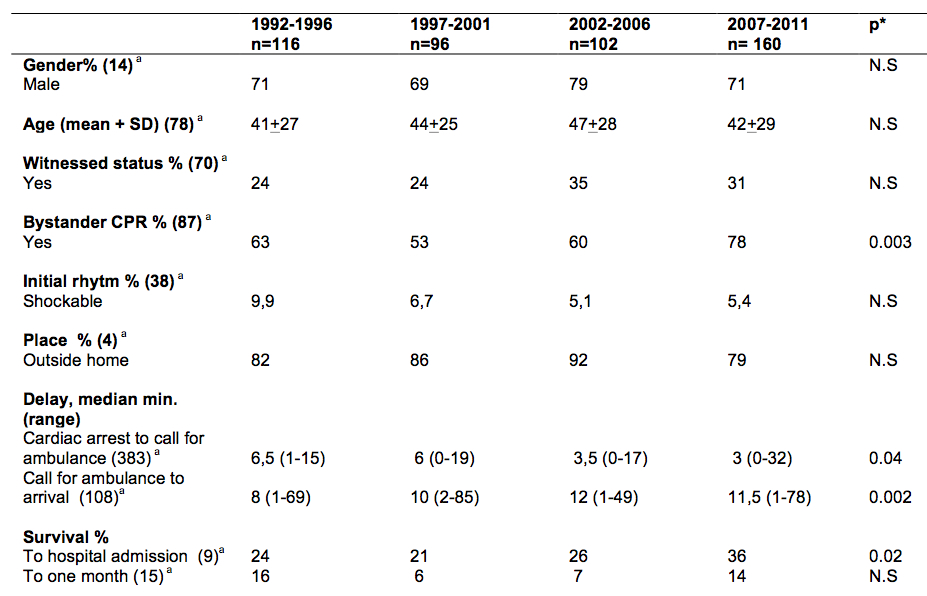 1992-1996 1997-2001 2002-2006 2007-2011 p*
n=116 n=96 n=102 n= 160
Gender% (14) a N.S
Male 71 69 79 71
Age (mean + SD) (78) a 41+27 44+25 47+28 42+29 N.S
Witnessed status % (70) a
Yes 24 24 35 31 N.S
Bystander CPR % (87) a
Yes 63 53 60 78 0.003
Initial rhytm % (38) a
Shockable 9,9 6,7 5,1 5,4 N.S
Place % (4) a
Outside home 82 86 92 79 N.S
Delay, median min.
(range)
Cardiac arrest to call for
ambulance (383) a 6,5 (1-15) 6 (0-19) 3,5 (0-17) 3 (0-32) 0.04
Call for ambulance to
arrival (108)a 8 (1-69) 10 (2-85) 12 (1-49) 11,5 (1-78) 0.002
Survival %
To hospital admission (9)a 24 21 26 36 0.02
To one month (15) a 16 6 7 14 N.S